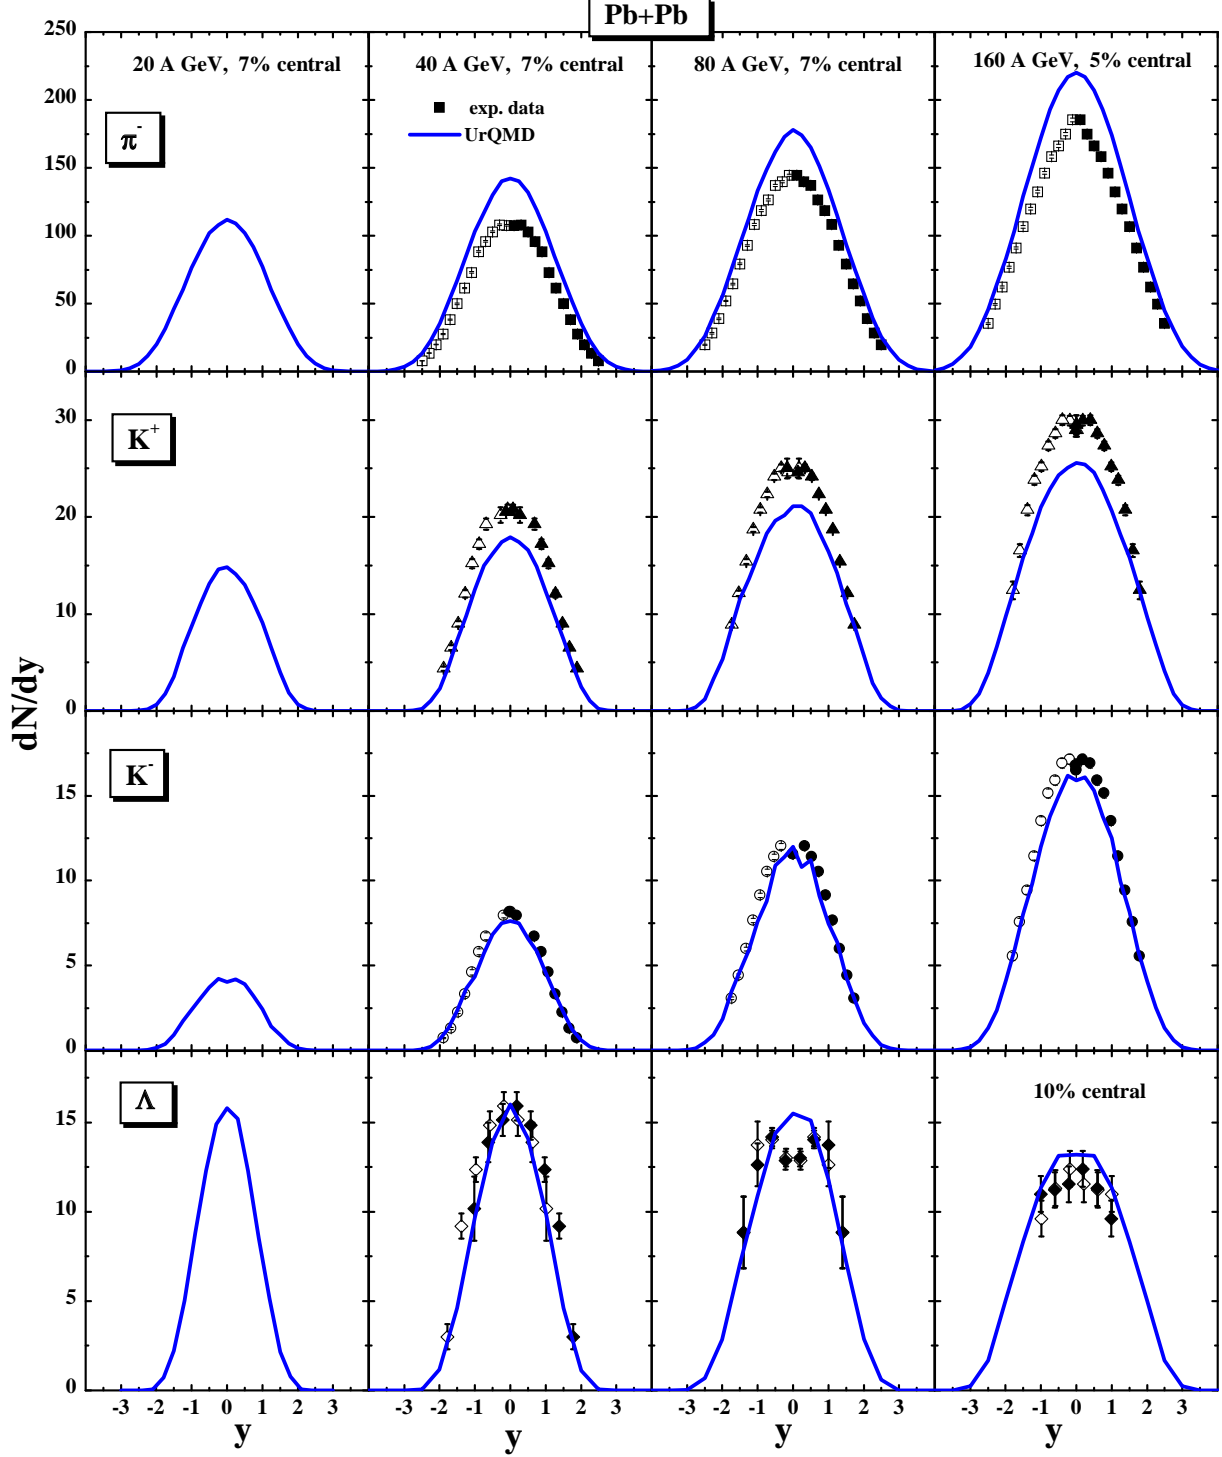 Pb+Pb
20 A GeV, 7% central
40 A GeV, 7% central
80 A GeV, 7% central
160 A GeV, 5% central
exp. data
UrQMD
π-
250
200
150
100
50
0
K+
30
20
10
0
dN/dy
K-
15
10
5
0
Λ
10% central
15
10
5
0
-3 -2 -1 0 1 2 3
-3 -2 -1 0 1 2 3
-3 -2 -1 0 1 2 3
-3 -2 -1 0 1 2 3
y
y
y
y